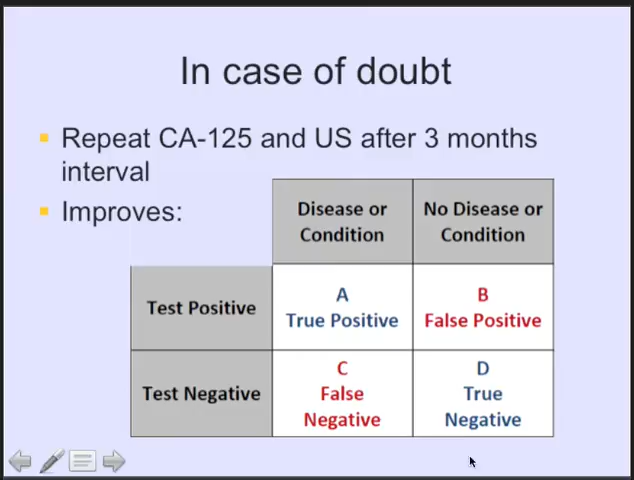 In case of doubt
Repeat CA-125 and US after 3 months
interval
Improves:
Disease or
Condition
No Disease or
Condition
Test Positive
A
True Positive
B
False Positive
Test Negative
C
False
Negative
D
True
Negative